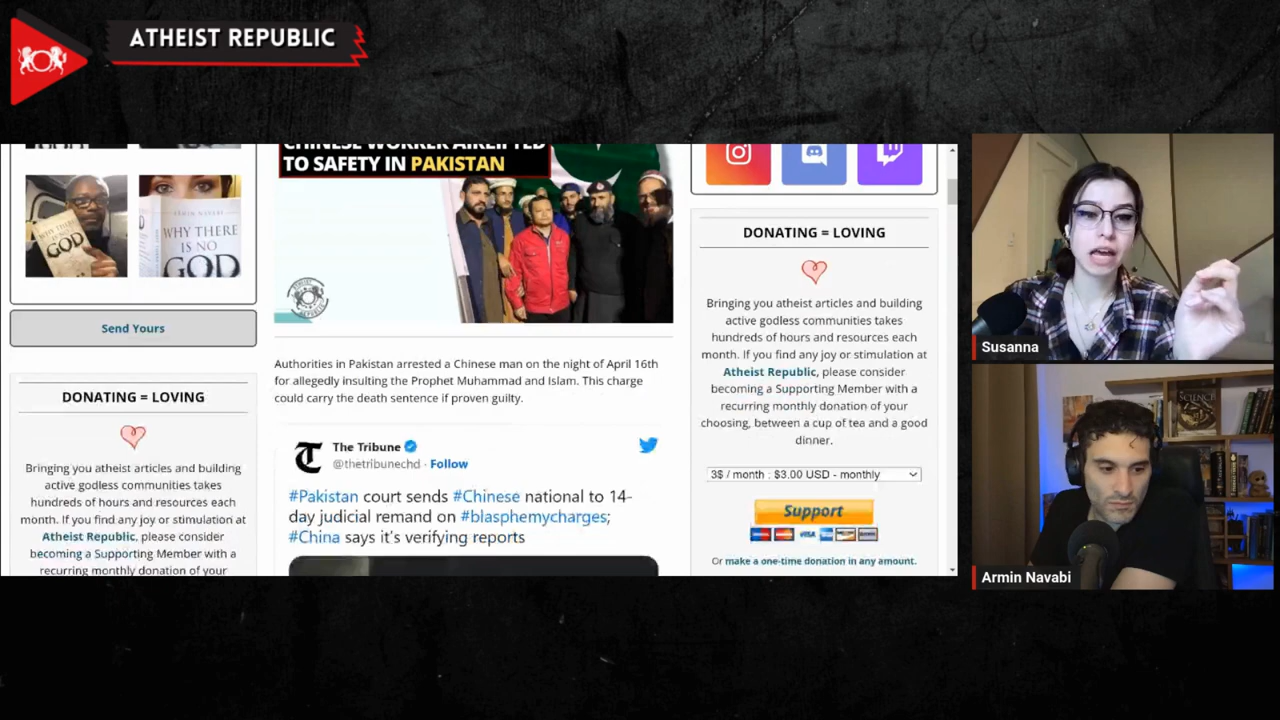 ATHEIST REPUBLIC
CHINESE WORKER AIRLIFTED
TO SAFETY IN PAKISTAN
GOD
ARMIN NAVABI
WHY THERE
IS NO
GOD
Send Yours
DONATING = LOVING
Bringing you atheist articles and building
active godless communities takes
hundreds of hours and resources each
month. If you find any joy or stimulation at
Atheist Republic, please consider
becoming a Supporting Member with a
recurring monthly donation of your
Authorities in Pakistan arrested a Chinese man on the night of April 16th
for allegedly insulting the Prophet Muhammad and Islam. This charge
could carry the death sentence if proven guilty.
The Tribune
@thetribunechd · Follow
#Pakistan court sends #Chinese national to 14-
day judicial remand on #blasphemycharges;
#China says it's verifying reports
DONATING = LOVING
Bringing you atheist articles and building
active godless communities takes
hundreds of hours and resources each
month. If you find any joy or stimulation at
Atheist Republic, please consider
becoming a Supporting Member with a
recurring monthly donation of your
choosing, between a cup of tea and a good
dinner.
3$ / month : $3.00 USD - monthly
Support
VISA
Or make a one-time donation in any amount.
Susanna
SCIENCE
Armin Navabi